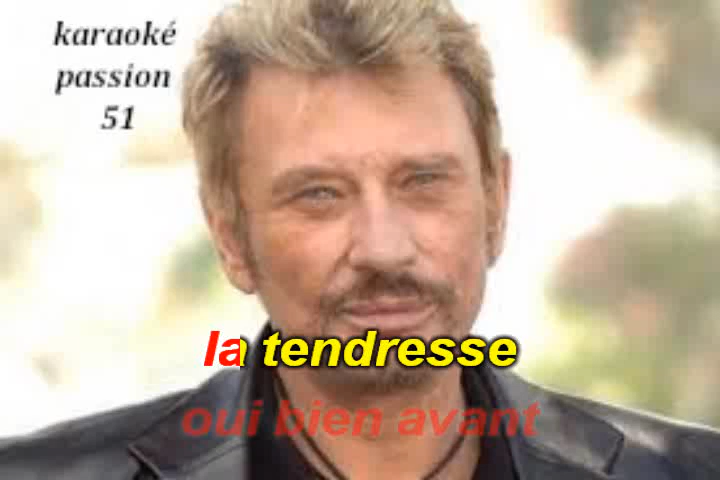 karaoké
passion
51
la tendresse
oui bien avant